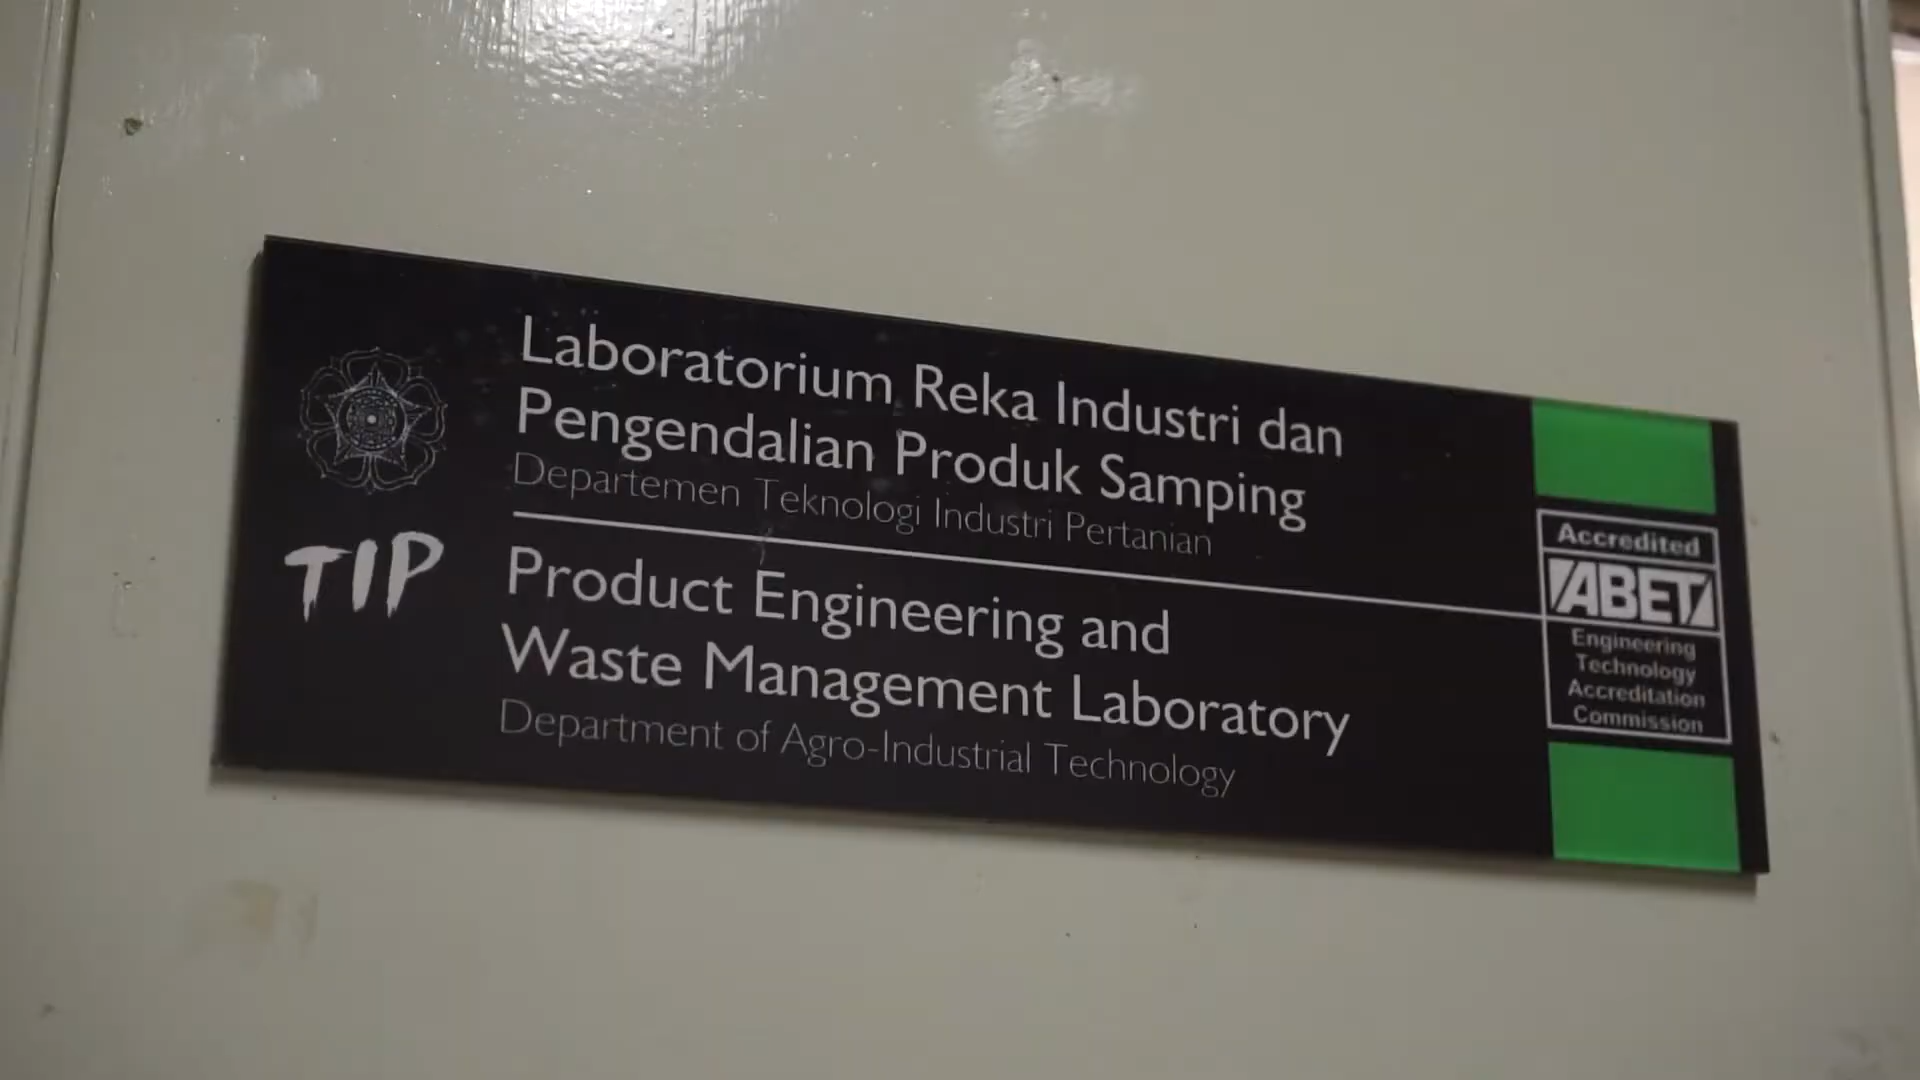 Laboratorium Reka Industri dan
Pengendalian Produk Samping
Departemen Teknologi Industri Pertanian
TIP
Product Engineering and
Waste Management Laboratory
Department of Agro-Industrial Technology
Accredited
ABET
Engineering
Technology
Accreditation
Commission